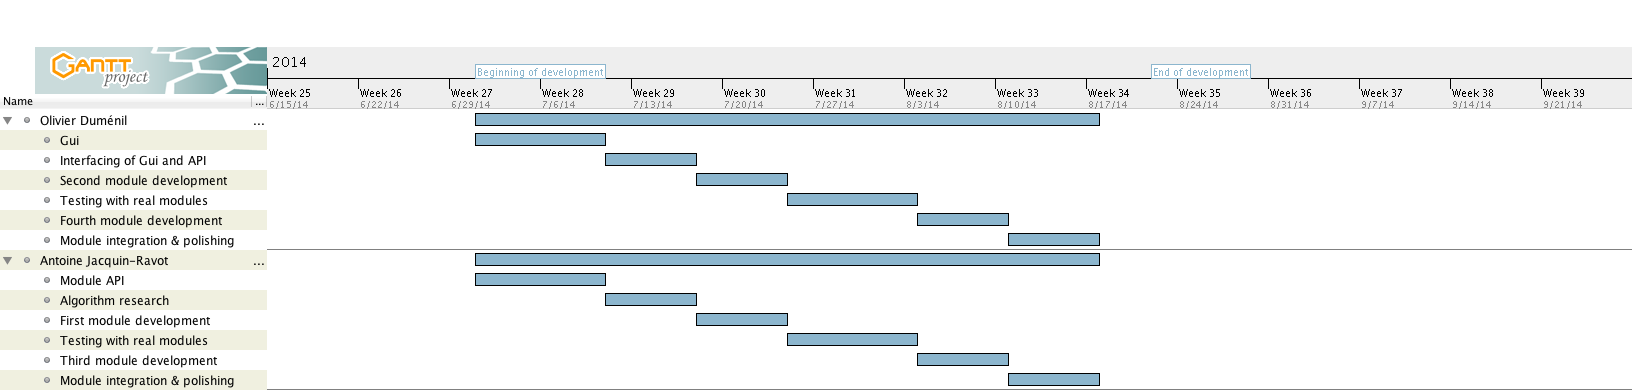 GANTT
project
2014
Beginning of development
End of development
Name
...
Week 25
Week 26
Week 27
Week 28
Week 29
Week 30
Week 31
Week 32
Week 33
Week 34
Week 35
Week 36
Week 37
Week 38
Week 39
6/15/14
6/22/14
6/29/14
7/6/14
7/13/14
7/20/14
7/27/14
8/3/14
8/10/14
8/17/14
8/24/14
8/31/14
9/7/14
9/14/14
9/21/14
Olivier Duménil ...
Gui
Interfacing of Gui and API
Second module development
Testing with real modules
Fourth module development
Module integration & polishing
Antoine Jacquin-Ravot ...
Module API
Algorithm research
First module development
Testing with real modules
Third module development
Module integration & polishing